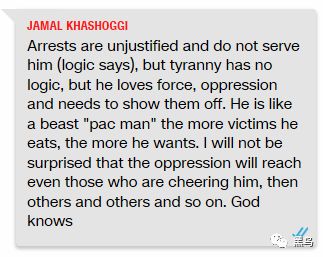 JAMAL KHASHOGGI
Arrests are unjustified and do not serve
him (logic says), but tyranny has no
logic, but he loves force, oppression
and needs to show them off. He is like
a beast "pac man" the more victims he
eats, the more he wants. I will not be
surprised that the oppression will reach
even those who are cheering him, then
others and others and so on. God
knows
黑鸟